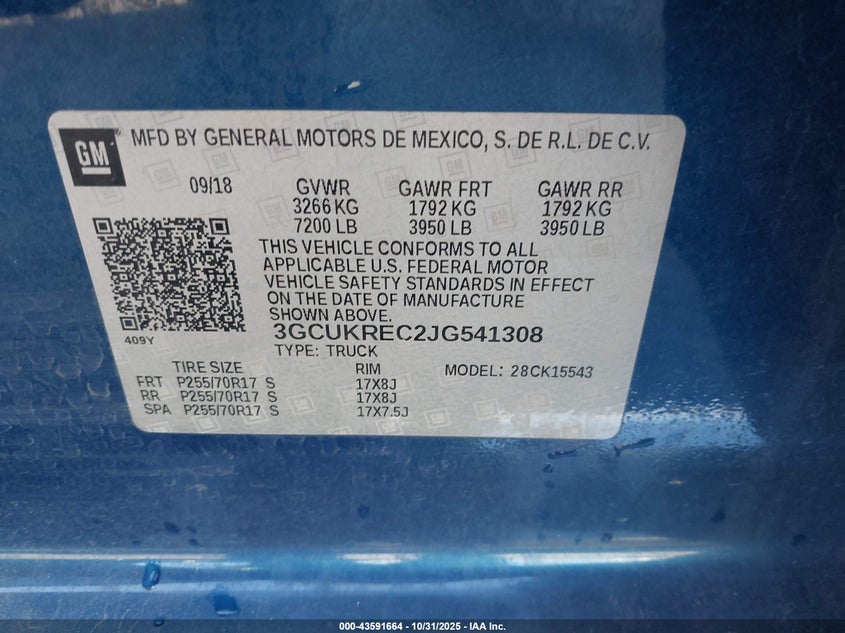 GM
MFD BY GENERAL MOTORS DE MEXICO, S. DE R.L. DE C.V.
09/18 GVWR GAWR FRT GAWR RR
3266 KG 1792 KG 1792 KG
7200 LB 3950 LB 3950 LB
THIS VEHICLE CONFORMS TO ALL
APPLICABLE U.S. FEDERAL MOTOR
VEHICLE SAFETY STANDARDS IN EFFECT
ON THE DATE OF MANUFACTURE
SHOWN ABOVE.
409Y
3GCUKREC2JG541308
TYPE: TRUCK
TIRE SIZE RIM MODEL: 28CK15543
FRT P255/70R17 S 17X8J
RR P255/70R17 S 17X8J
SPA P255/70R17 S 17X7.5J
000-43591664 | 10/31/2025 - IAA Inc.